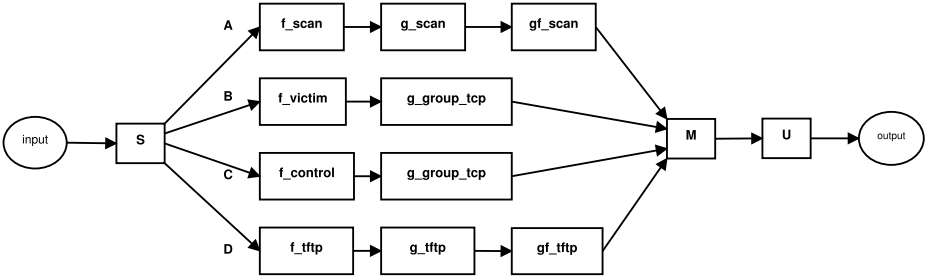 A
f_scan
g_scan
gf_scan
B
f_victim
g_group_tcp
input
S
M
U
output
C
f_control
g_group_tcp
D
f_tftp
g_tftp
gf_tftp